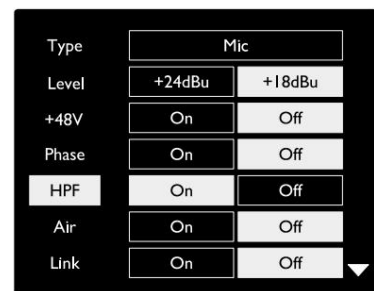 Type Mic
Level +24dBu +18dBu
+48V On Off
Phase On Off
HPF On Off
Air On Off
Link On Off